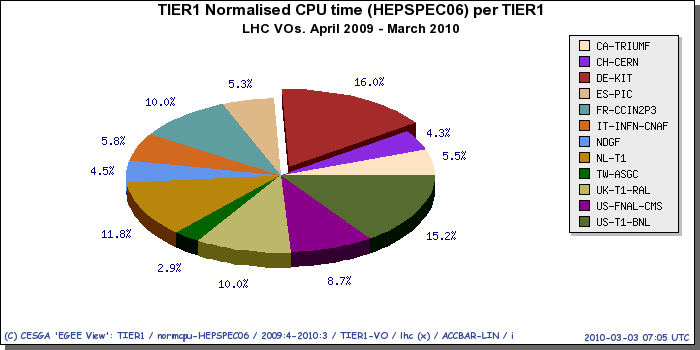 TIER1 Normalised CPU time (HEPSPEC06) per TIER1
LHC VOs. April 2009 - March 2010
CA-TRIUMF
CH-CERN
DE-KIT
ES-PIC
FR-CCIN2P3
IT-INFN-CNAF
NDGF
NL-T1
TW-ASGC
UK-T1-RAL
US-FNAL-CMS
US-T1-BNL
5.3%
16.0%
10.0%
4.3%
5.8%
5.5%
4.5%
11.8%
15.2%
2.9%
10.0%
8.7%
(C) CESGA 'EGEE View': TIER1 / normcpu-HEPSPEC06 / 2009:4-2010:3 / TIER1-VO / lhc (x) / ACCBAR-LIN / i
2010-03-03 07:05 UTC